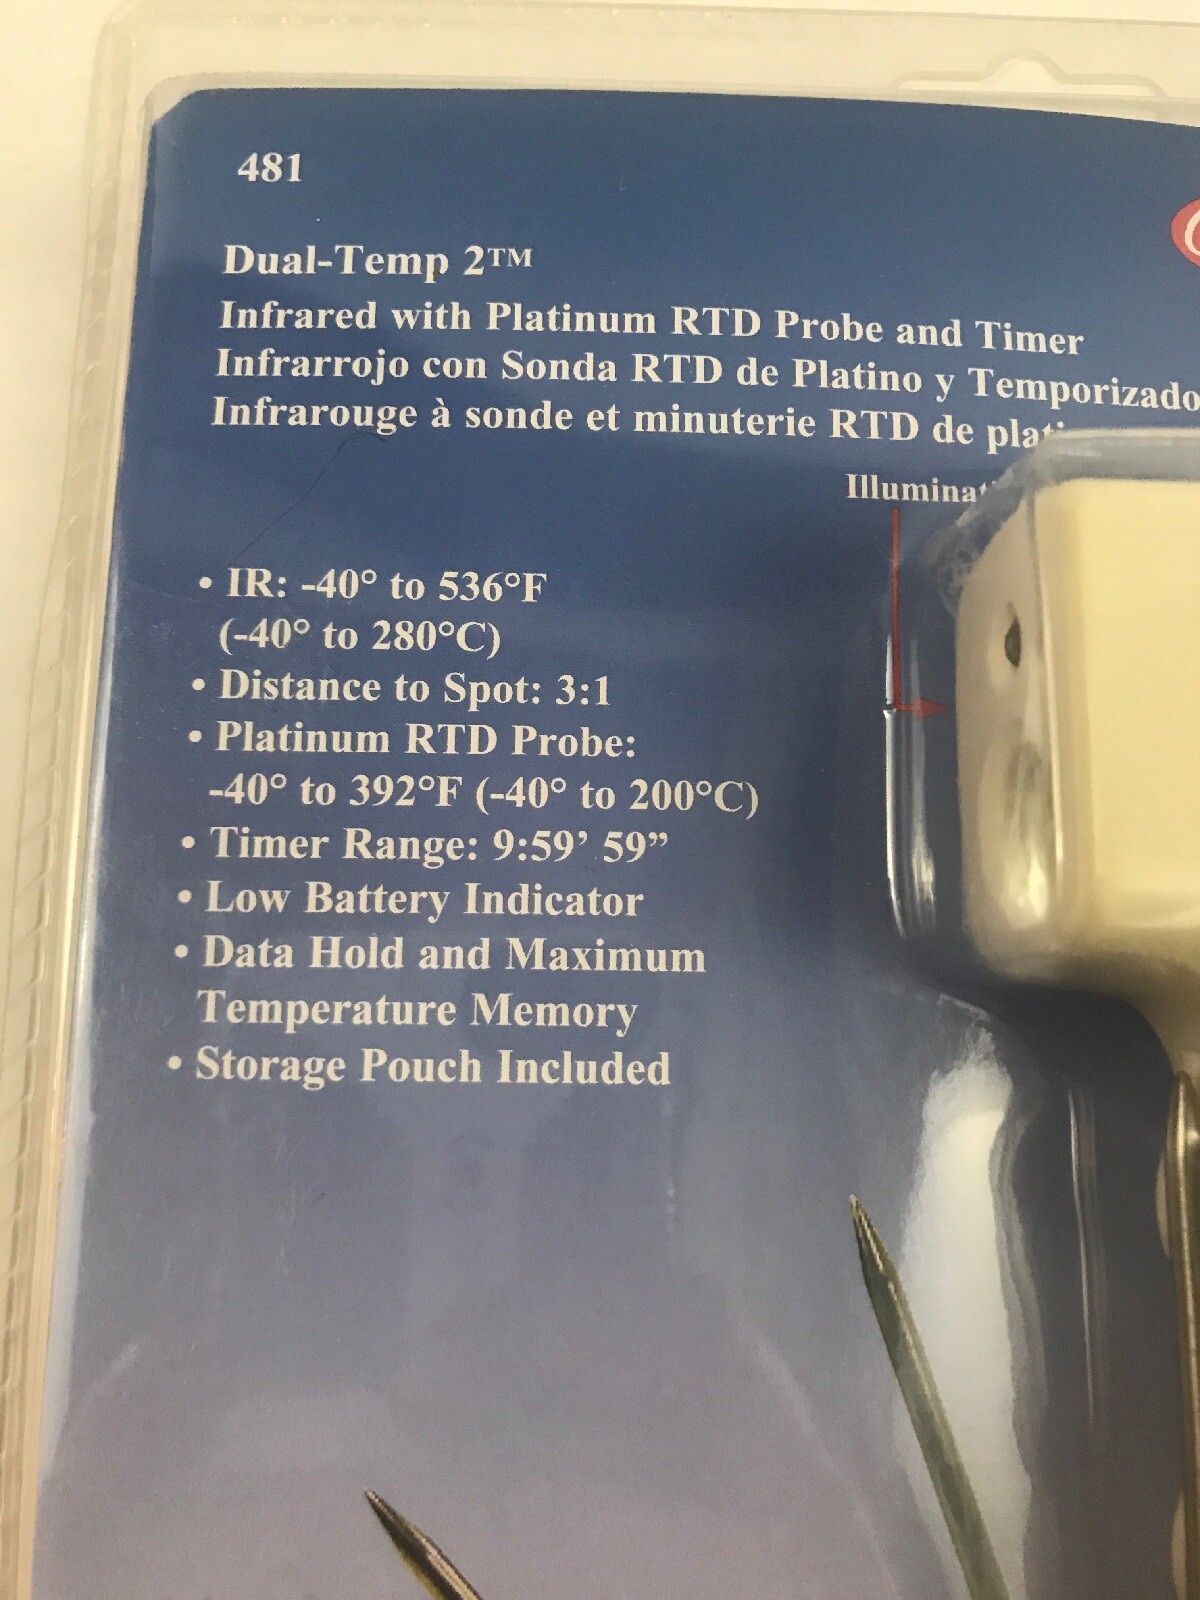 481
Dual-Temp 2™
Infrared with Platinum RTD Probe and Timer
Infrarrojo con Sonda RTD de Platino y
Infrarouge à sonde et minuterie RTD de
• IR: -40° to 536°F
(-40° to 280°C)
• Distance to Spot: 3:1
• Platinum RTD Probe:
-40° to 392°F (-40° to 200°C)
• Timer Range: 9:59’ 59”
• Low Battery Indicator
• Data Hold and Maximum
Temperature Memory
• Storage Pouch Included